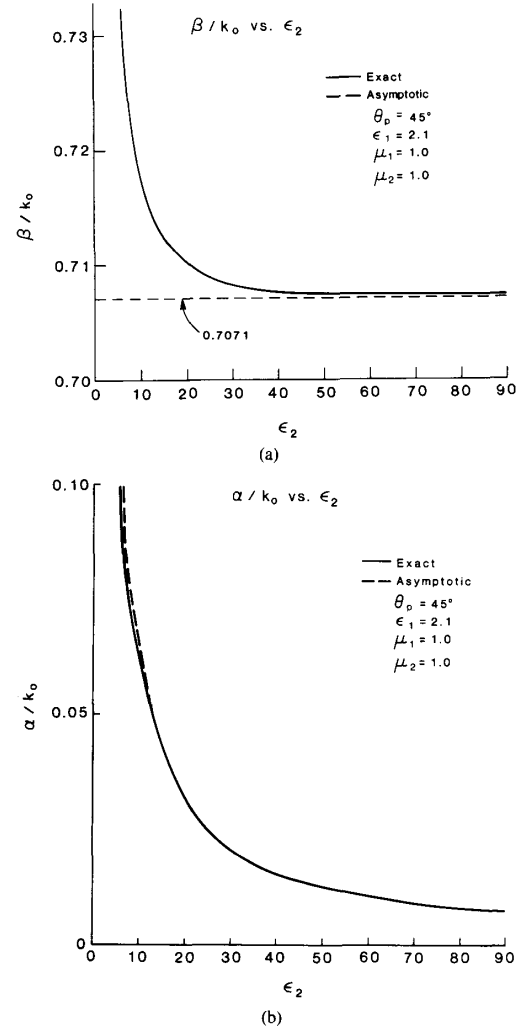 β / k₀ vs. ϵ₂
0.73
0.72
0.71
0.70
β / k₀
Exact
Asymptotic
θₚ = 45°
ϵ₁ = 2.1
μ₁ = 1.0
μ₂ = 1.0
0.7071
0 10 20 30 40 50 60 70 80 90
ϵ₂
(a)
α / k₀ vs. ϵ₂
0.10
0.05
0
α / k₀
Exact
Asymptotic
θₚ = 45°
ϵ₁ = 2.1
μ₁ = 1.0
μ₂ = 1.0
0 10 20 30 40 50 60 70 80 90
ϵ₂
(b)